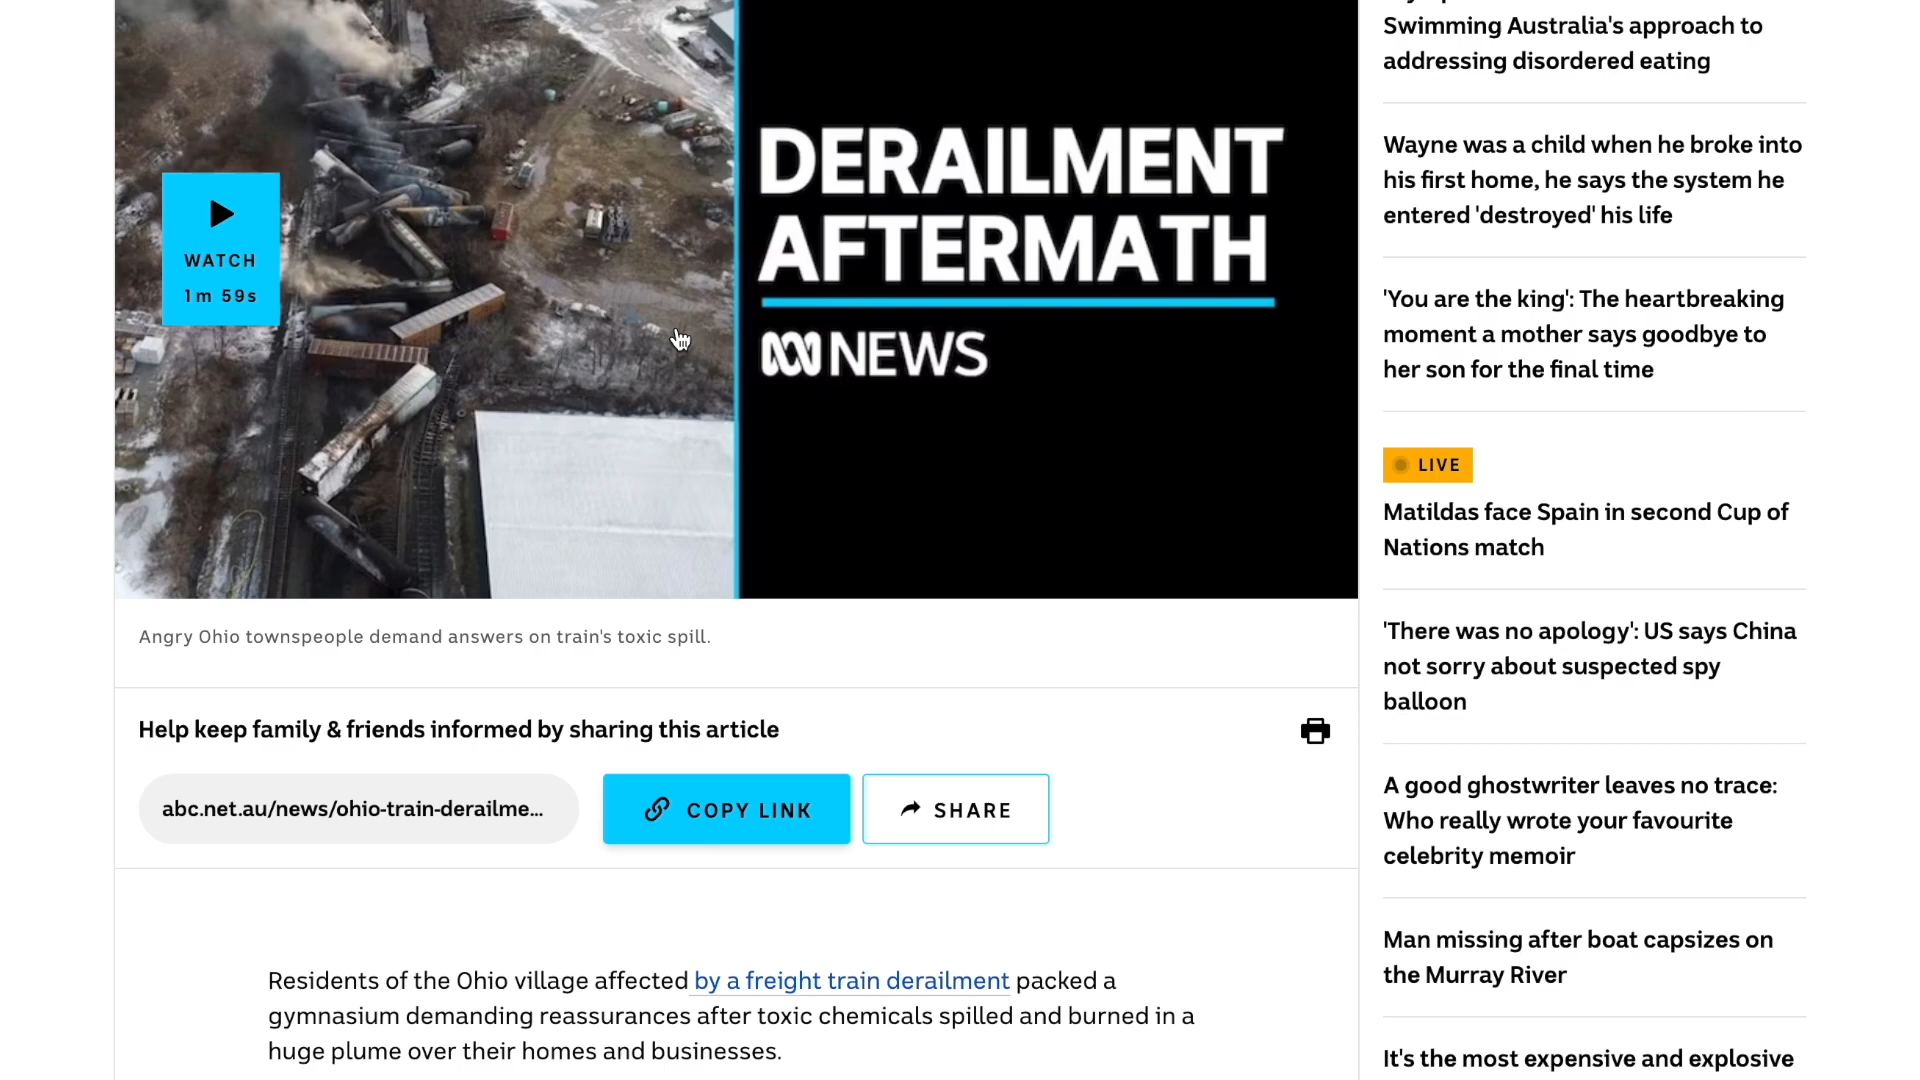 DERAILMENT
AFTERMATH
NEWS
WATCH
1m 59s
Angry Ohio townspeople demand answers on train's toxic spill.
Help keep family & friends informed by sharing this article
abc.net.au/news/ohio-train-derailme...
COPY LINK
SHARE
Residents of the Ohio village affected by a freight train derailment packed a
gymnasium demanding reassurances after toxic chemicals spilled and burned in a
huge plume over their homes and businesses.
Swimming Australia's approach to
addressing disordered eating
Wayne was a child when he broke into
his first home, he says the system he
entered 'destroyed' his life
'You are the king': The heartbreaking
moment a mother says goodbye to
her son for the final time
LIVE
Matildas face Spain in second Cup of
Nations match
'There was no apology': US says China
not sorry about suspected spy
balloon
A good ghostwriter leaves no trace:
Who really wrote your favourite
celebrity memoir
Man missing after boat capsizes on
the Murray River
It's the most expensive and explosive